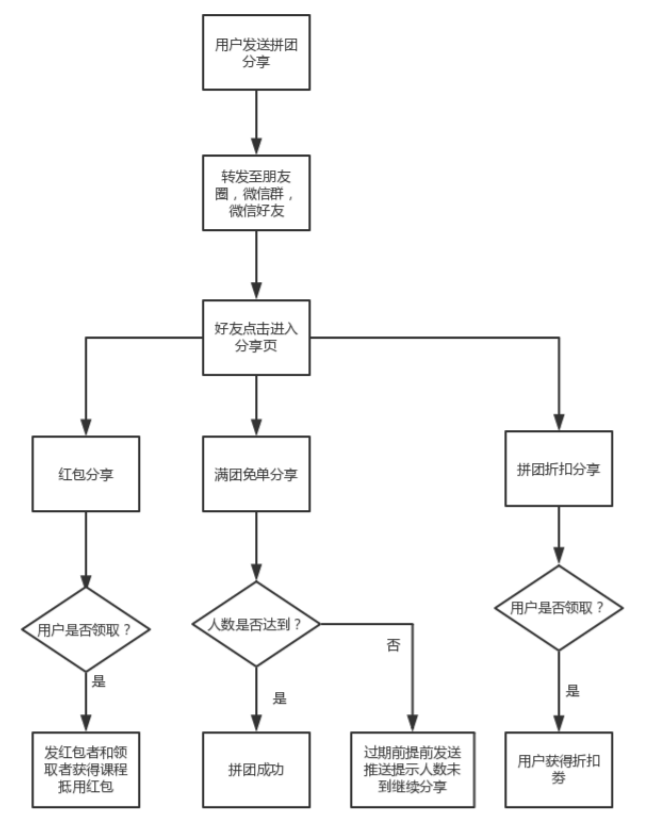 用户发送拼团
分享
转发至朋友
圈，微信群，
微信好友
好友点击进入
分享页
红包分享
满团免单分享
拼团折扣分享
用户是否领取？
人数是否达到？
用户是否领取？
否
是
是
是
发红包者和领
取者获得课程
抵用红包
拼团成功
过期前提前发送
推送提示人数未
到继续分享
用户获得折扣
券